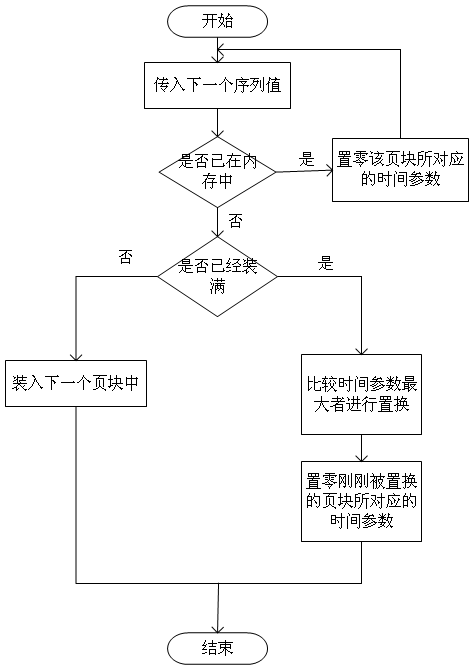 开始
传入下一个序列值
是否已在内
存中
是
置零该页块所对应
的时间参数
否
是否已经装
满
否
是
装入下一个页块中
比较时间参数最
大者进行置换
置零刚刚被置换
的页块所对应的
时间参数
结束